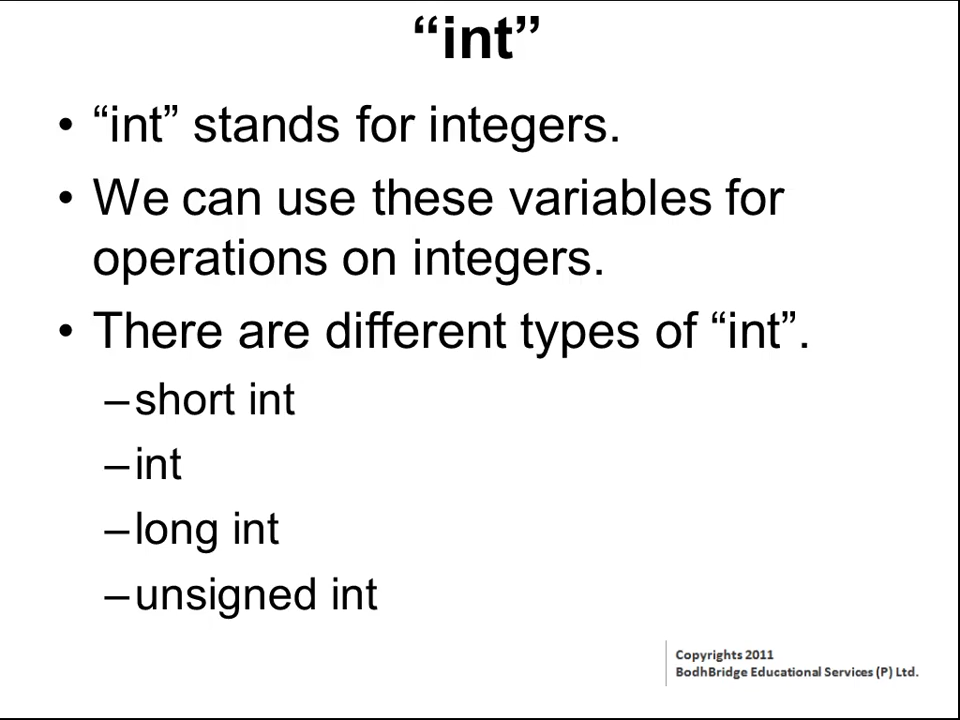 “int”
• “int” stands for integers.
• We can use these variables for
operations on integers.
• There are different types of “int”.
–short int
–int
–long int
–unsigned int
Copyrights 2011
BodhBridge Educational Services (P) Ltd.